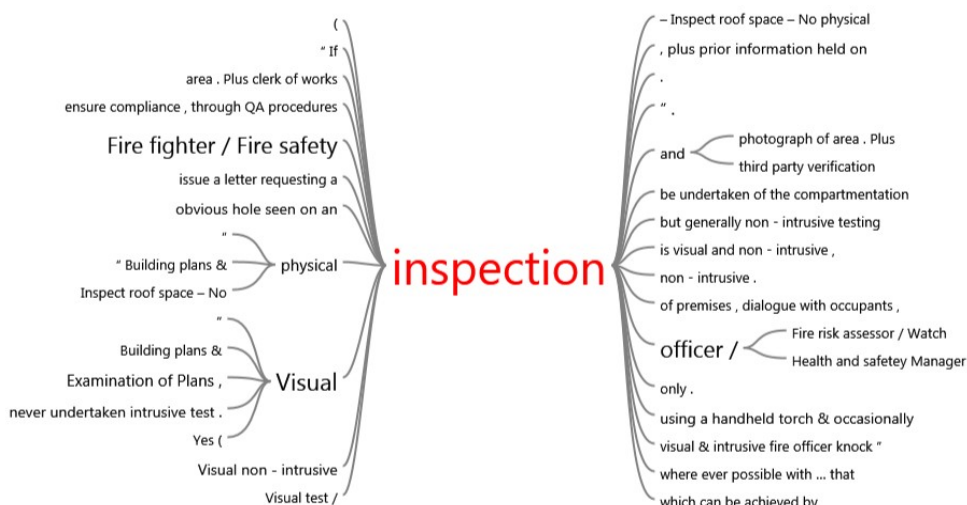 (
“ If
area . Plus clerk of works
ensure compliance , through QA procedures
Fire fighter / Fire safety
issue a letter requesting a
obvious hole seen on an
“
“ Building plans &
Inspect roof space – No
physical
“
Building plans &
Examination of Plans ,
never undertaken intrusive test .
Yes (
Visual
Visual non - intrusive
Visual test /
inspection
– Inspect roof space – No physical
, plus prior information held on
.
” .
and
photograph of area . Plus
third party verification
be undertaken of the compartmentation
but generally non - intrusive testing
is visual and non - intrusive ,
non - intrusive .
of premises , dialogue with occupants ,
officer /
Fire risk assessor / Watch
Health and safetey Manager
only .
using a handheld torch & occasionally
visual & intrusive fire officer knock “
where ever possible with ... that
which can be achieved by